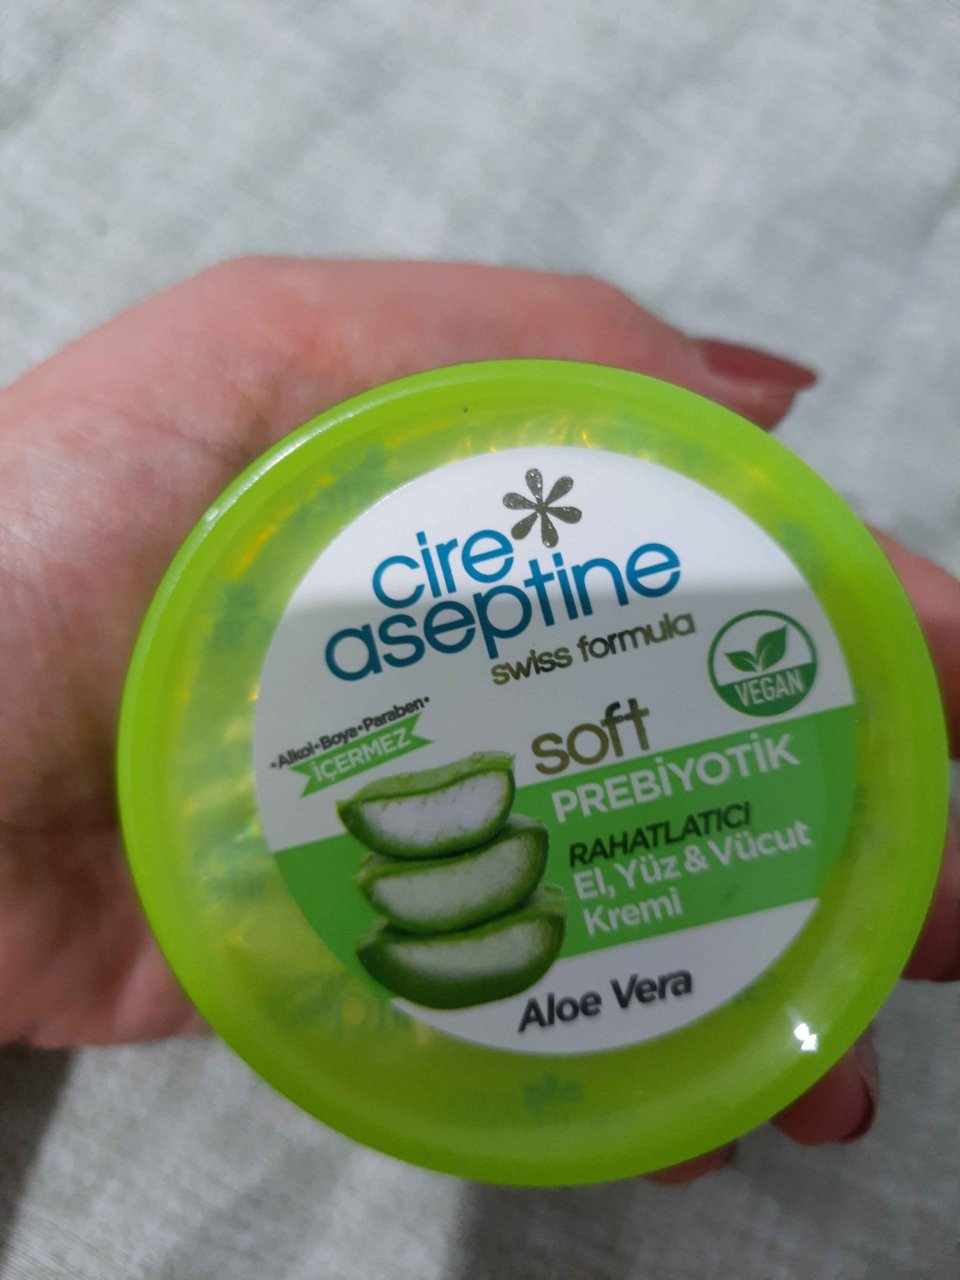 cire
aseptine
swiss formula
VEGAN
•Alkol•Boya•Paraben•
İÇERMEZ
soft
PREBİYOTİK
RAHATLATICI
El, Yüz & Vücut
Kremi
Aloe Vera